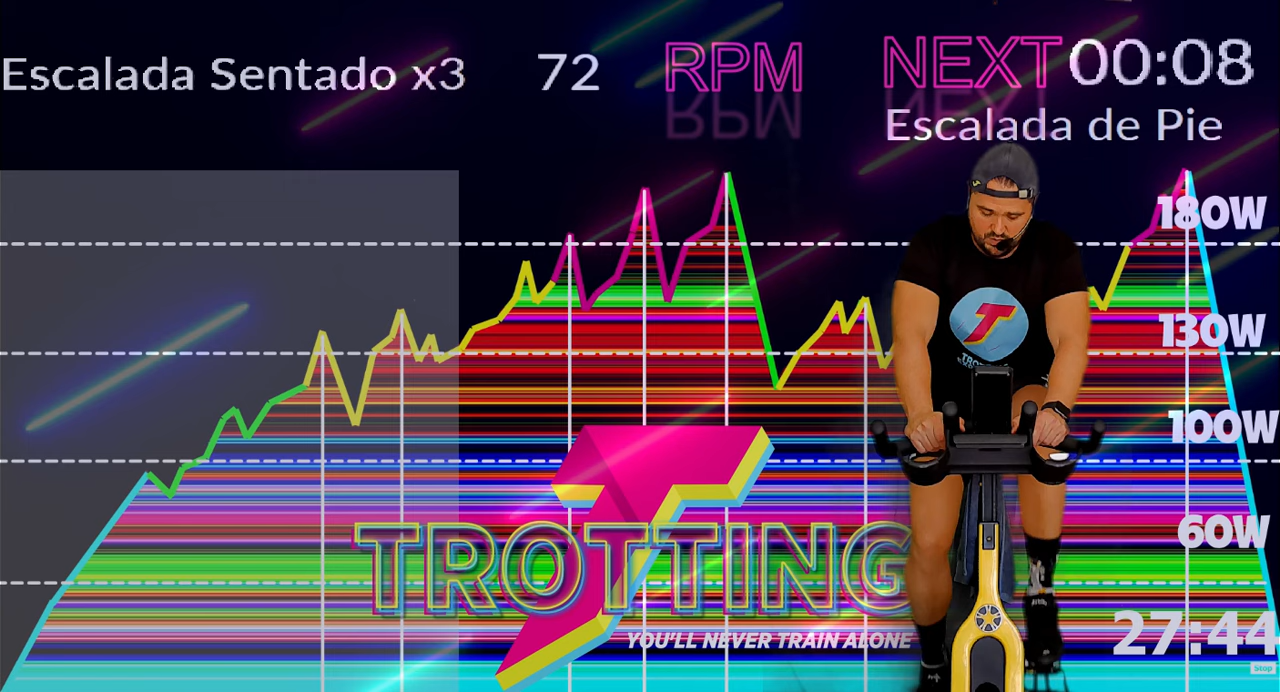 Escalada Sentado x3 72 RPM NEXT 00:08
Escalada de Pie
180W
130W
100W
60W
TROTTING
YOU'LL NEVER TRAIN ALONE
27:44
Stop